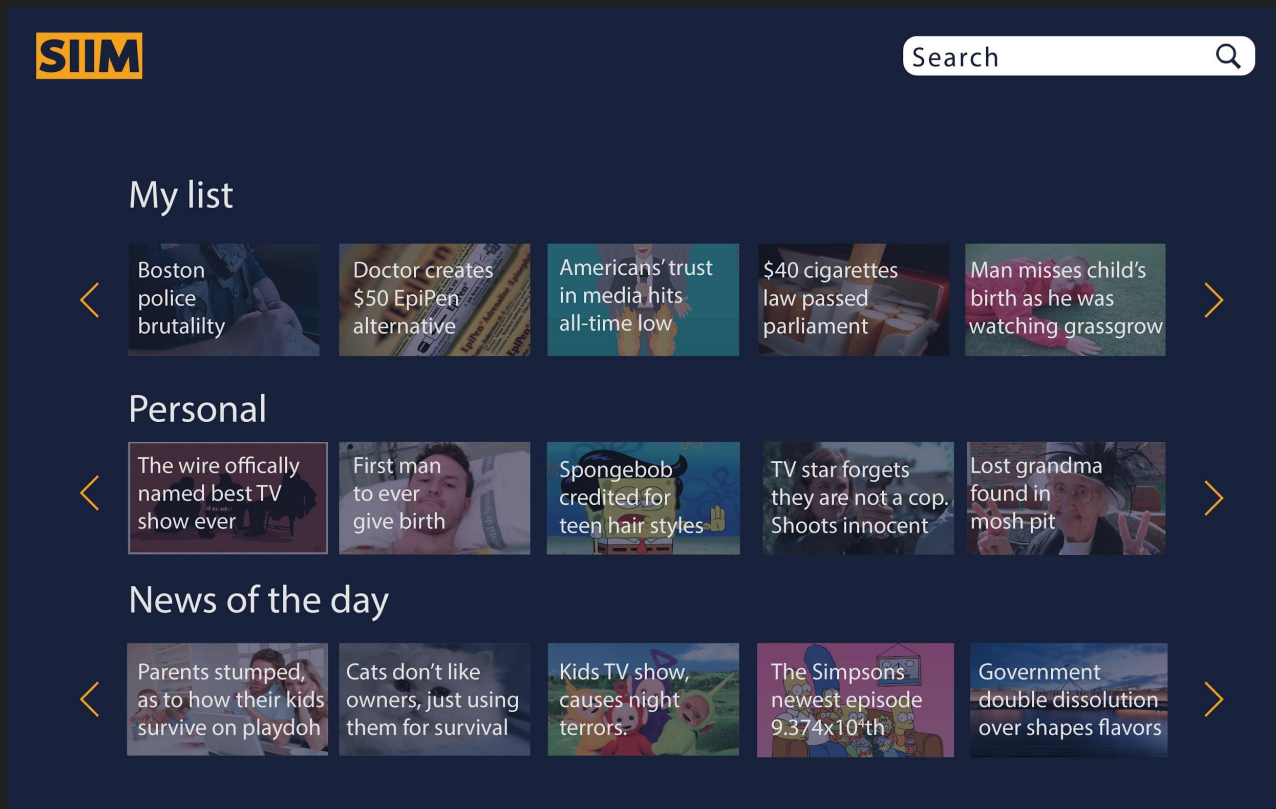 SIIM
Search
My list
Boston
police
brutalilty
Doctor creates
$50 EpiPen
alternative
Americans' trust
in media hits
all-time low
$40 cigarettes
law passed
parliament
Man misses child's
birth as he was
watching grassgrow
Personal
The wire offically
named best TV
show ever
First man
to ever
give birth
Spongebob
credited for
teen hair styles
TV star forgets
they are not a cop.
Shoots innocent
Lost grandma
found in
mosh pit
News of the day
Parents stumped,
as to how their kids
survive on playdoh
Cats don't like
owners, just using
them for survival
Kids TV show,
causes night
terrors.
The Simpsons
newest episode
9.374x10⁴th
Government
double dissolution
over shapes flavors